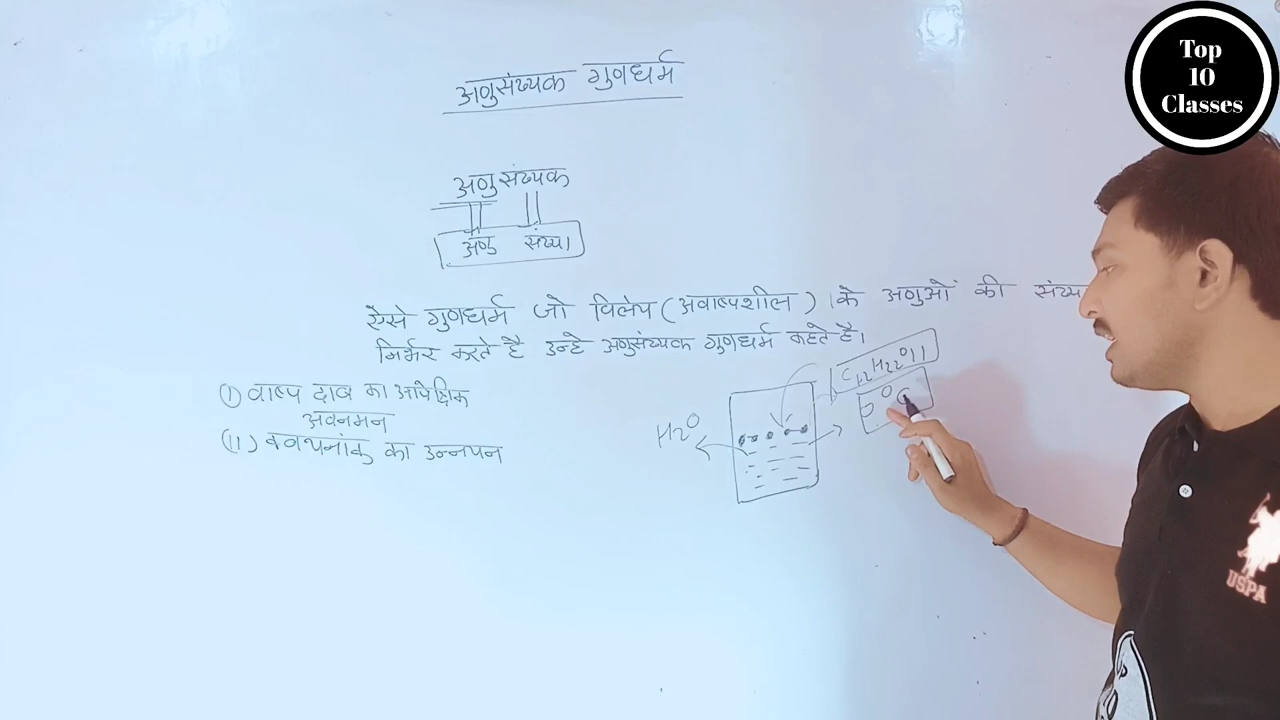 अणुसंख्यक गुणधर्म
अणुसंख्यक
अणु संख्या
ऐसे गुणधर्म जो विलेय (अवाष्पशील) के अणुओं की संख्या
निर्भर करते है उन्हे अणुसंख्यक गुणधर्म कहते है।
(I) वाष्प दाब का आपेक्षिक
अवनमन
(II) क्वथनांक का उन्नयन
H2O
C12H22O11
Top
10
Classes
USPA